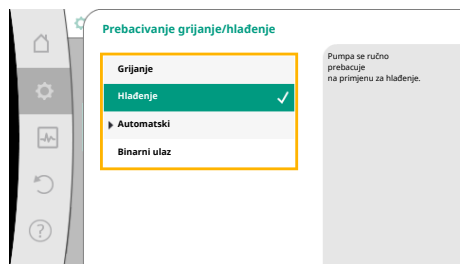 Prebacivanje grijanje/hlađenje
Grijanje
Hlađenje
Automatski
Binarni ulaz
Pumpa se ručno
prebacuje
na primjenu za hlađenje.